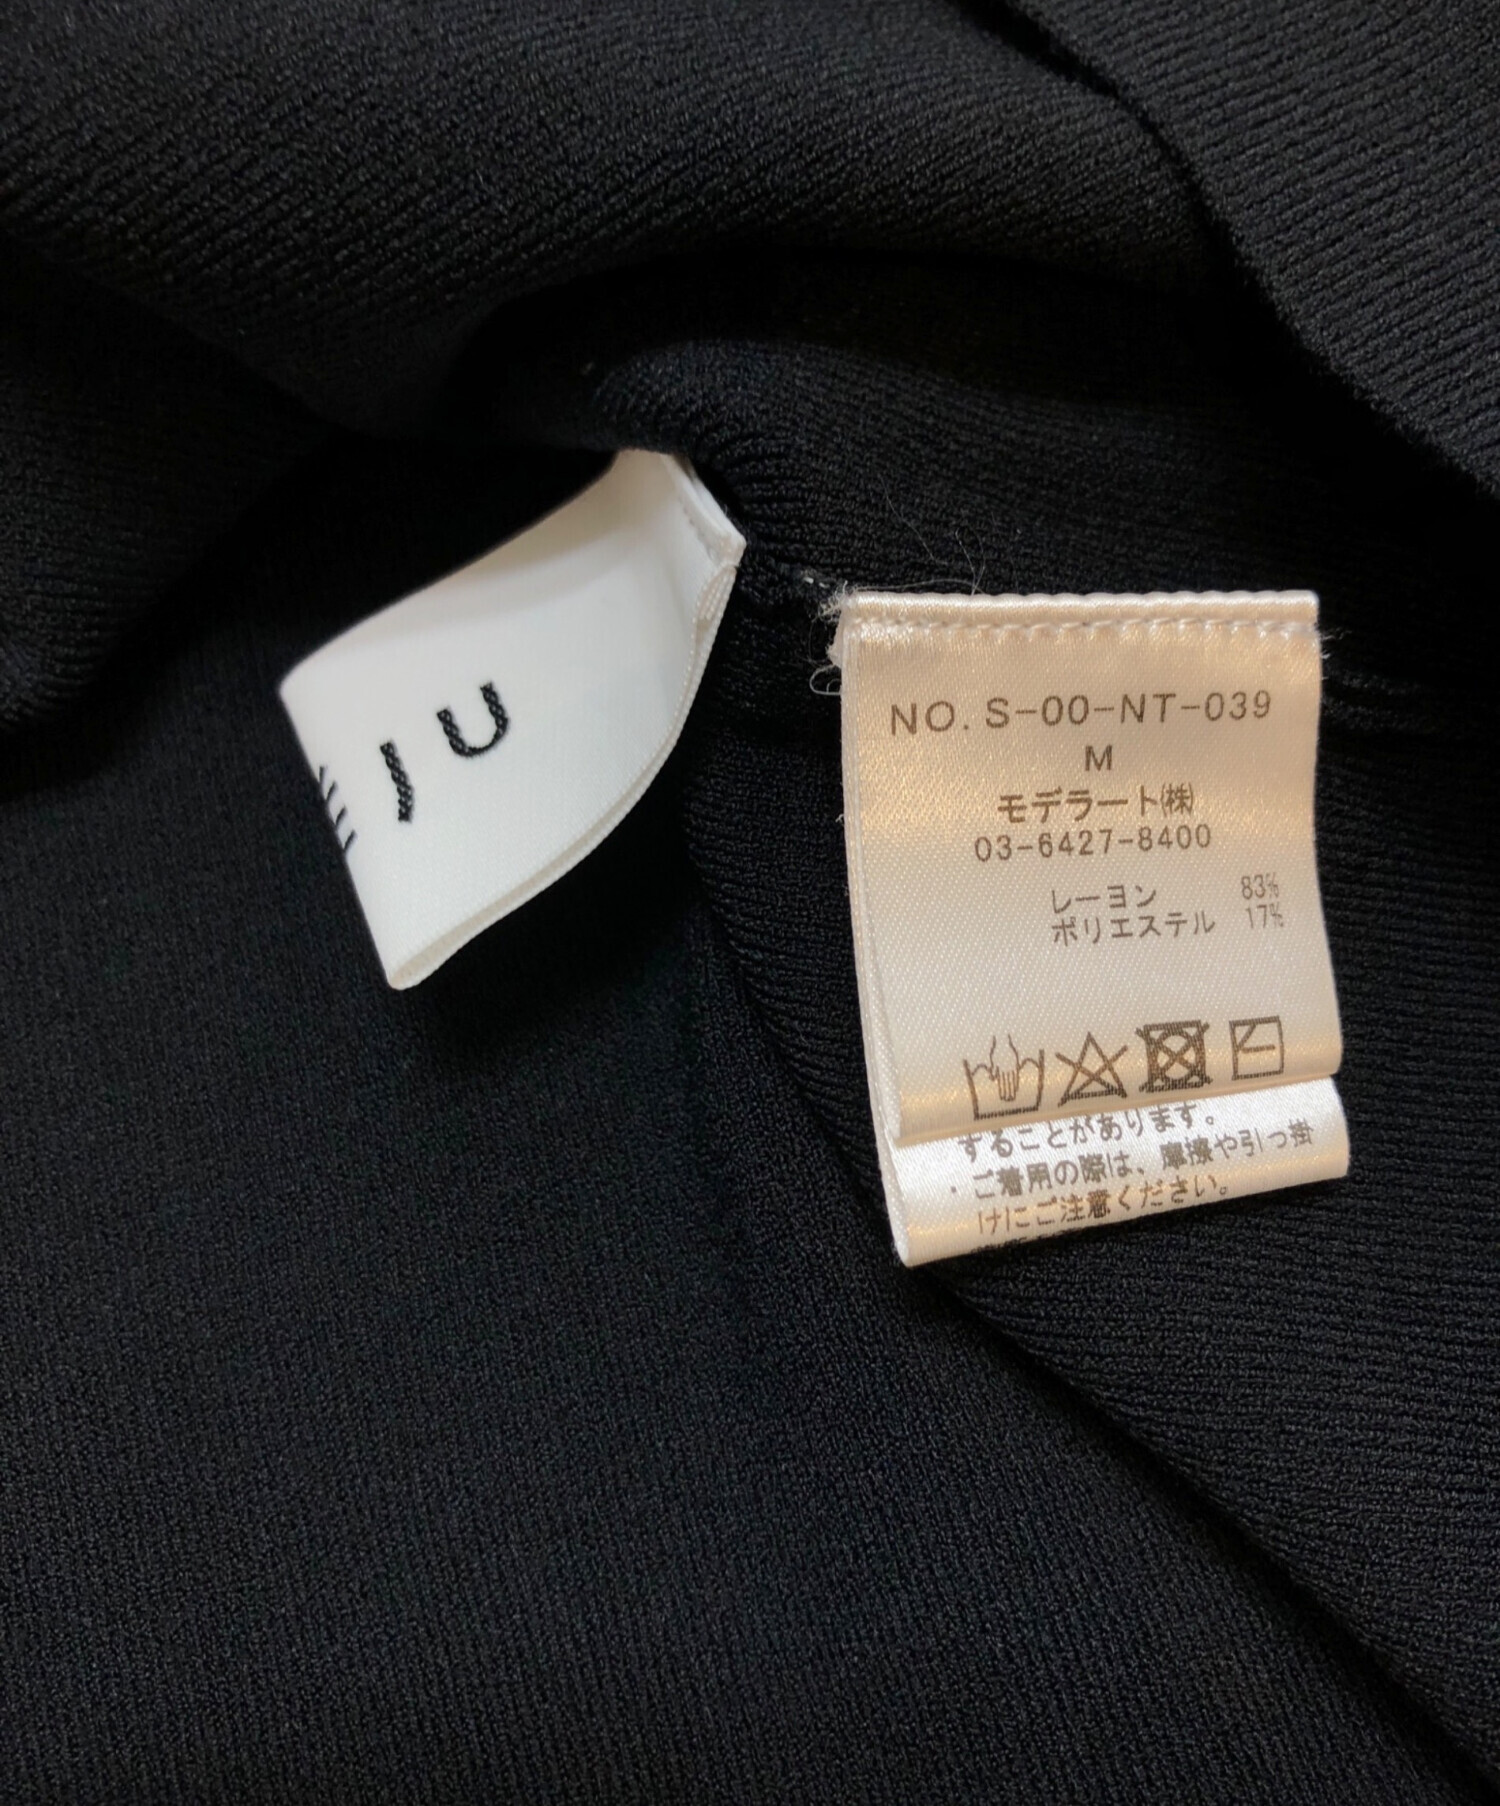 JU
NO. S-00-NT-039
M
モデラート㈱
03-6427-8400
レーヨン 83%
ポリエステル 17%
することがあります。
・ご着用の際は、摩擦や引っ掛
けにご注意ください。